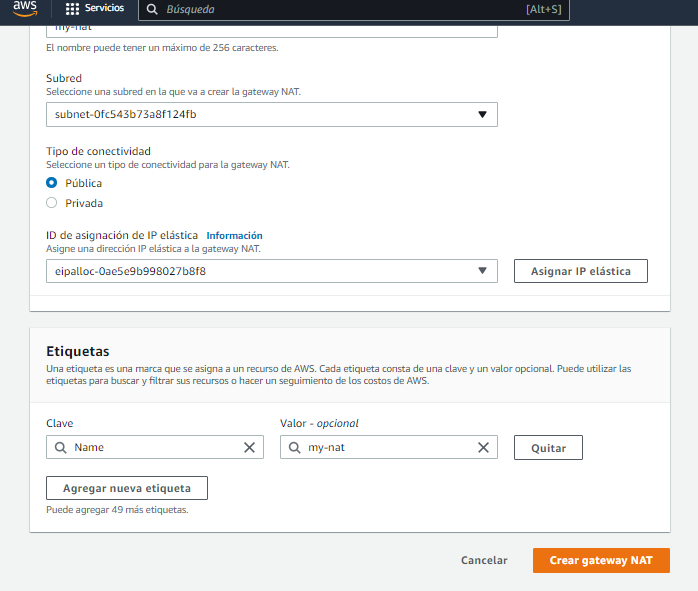 aws
Servicios
Búsqueda
[Alt+S]
my-nat
El nombre puede tener un máximo de 256 caracteres.
Subred
Seleccione una subred en la que va a crear la gateway NAT.
subnet-0fc543b73a8f124fb
Tipo de conectividad
Seleccione un tipo de conectividad para la gateway NAT.
Pública
Privada
ID de asignación de IP elástica Información
Asigne una dirección IP elástica a la gateway NAT.
eipalloc-0ae5e9b998027b8f8
Asignar IP elástica
Etiquetas
Una etiqueta es una marca que se asigna a un recurso de AWS. Cada etiqueta consta de una clave y un valor opcional. Puede utilizar las
etiquetas para buscar y filtrar sus recursos o hacer un seguimiento de los costos de AWS.
Clave
Valor - opcional
Name
my-nat
Quitar
Agregar nueva etiqueta
Puede agregar 49 más etiquetas.
Cancelar
Crear gateway NAT